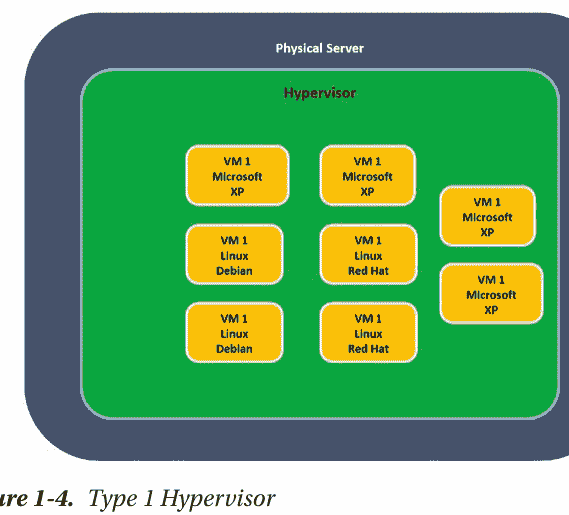 Physical Server
Hypervisor
VM 1
Microsoft
XP
VM 1
Microsoft
XP
VM 1
Microsoft
XP
VM 1
Linux
Debian
VM 1
Linux
Red Hat
VM 1
Microsoft
XP
VM 1
Linux
Debian
VM 1
Linux
Red Hat
ure 1-4. Type 1 Hypervisor